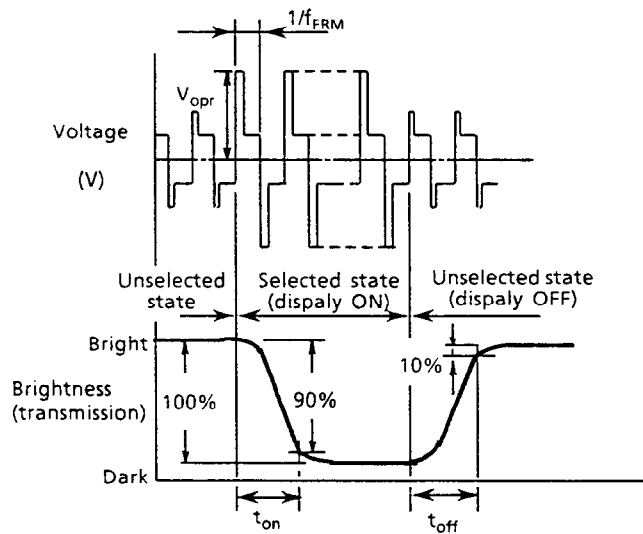 1/fFRM
Vopr
Voltage
(V)
Unselected
state
Selected state
(dispaly ON)
Unselected state
(dispaly OFF)
Bright
Brightness
(transmission)
100%
90%
10%
Dark
ton
toff